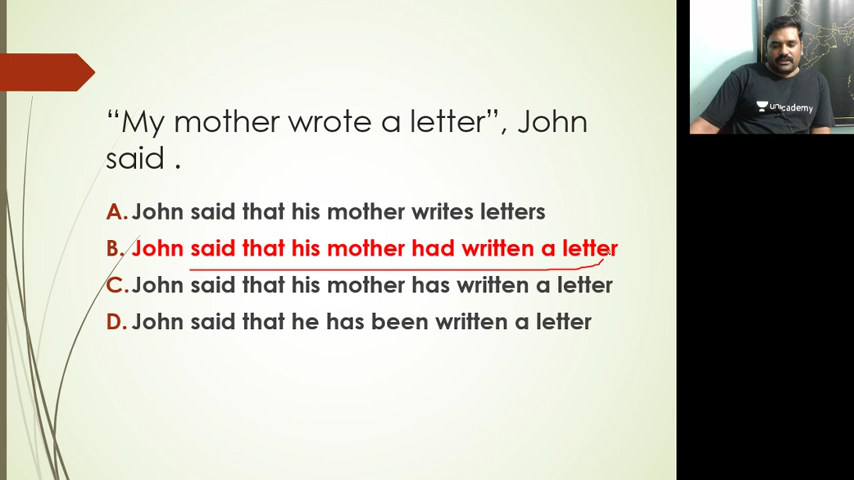 "My mother wrote a letter", John
said .
A. John said that his mother writes letters
B. John said that his mother had written a letter
C. John said that his mother has written a letter
D. John said that he has been written a letter
unacademy